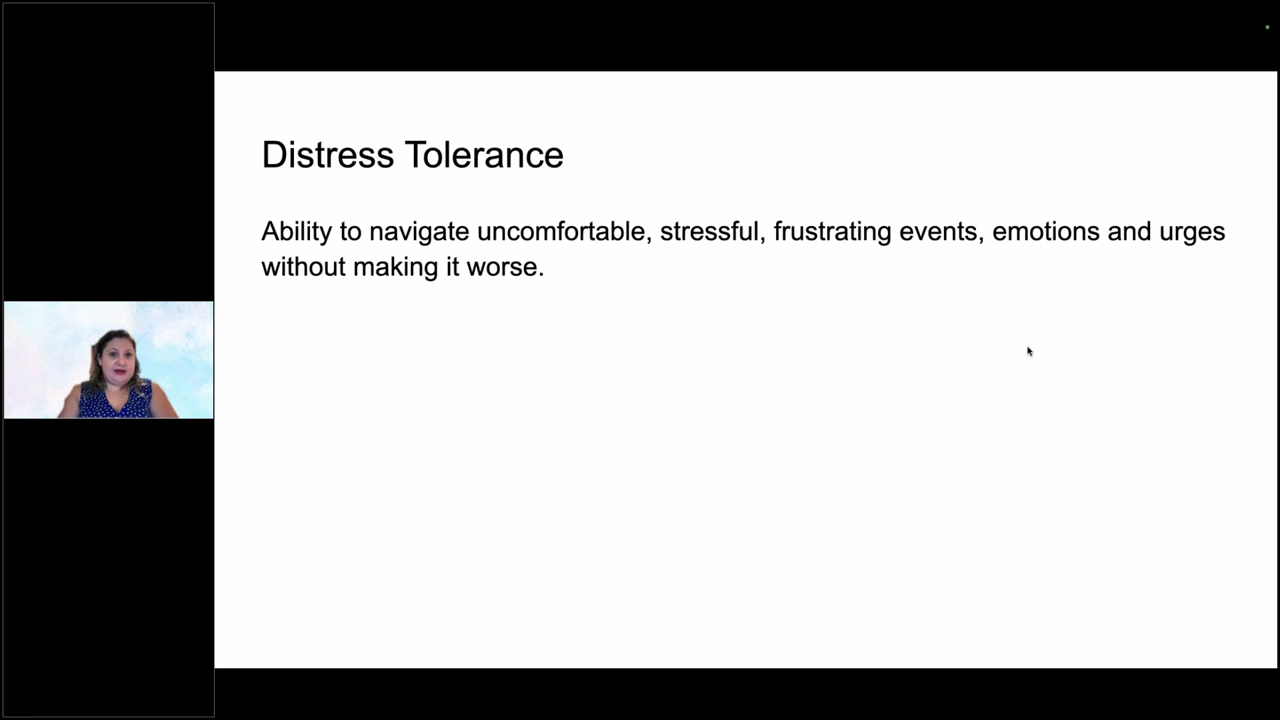 Distress Tolerance
Ability to navigate uncomfortable, stressful, frustrating events, emotions and urges
without making it worse.